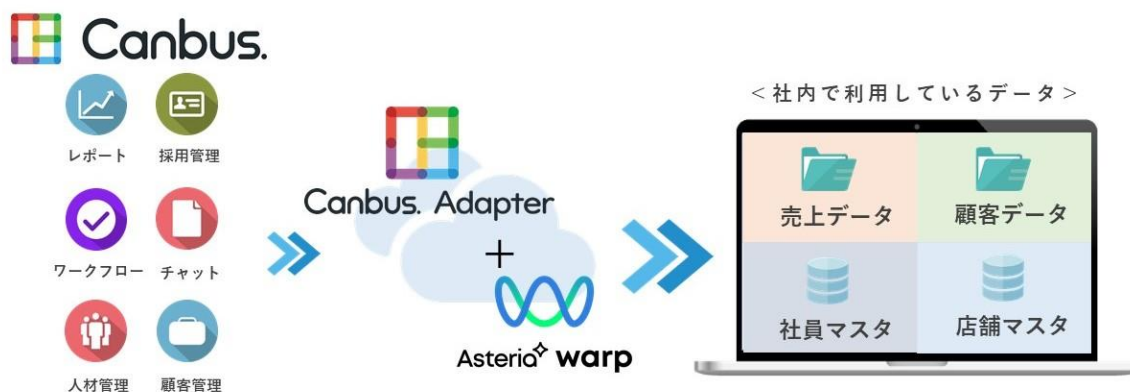 Canbus.
レポート
採用管理
ワークフロー
チャット
人材管理
顧客管理
Canbus. Adapter
+
Asteria warp
<社内で利用しているデータ>
売上データ
顧客データ
社員マスタ
店舗マスタ